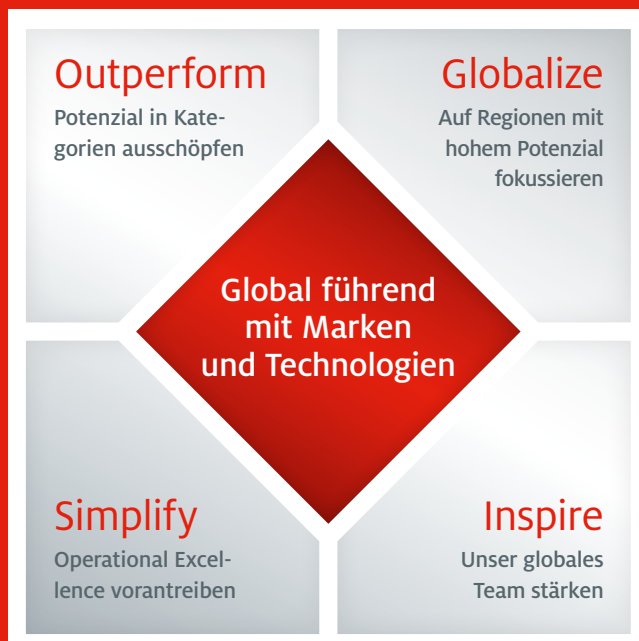 Outperform
Potenzial in Kate-
gorien ausschöpfen
Globalize
Auf Regionen mit
hohem Potenzial
fokussieren
Global führend
mit Marken
und Technologien
Simplify
Operational Excel-
lence vorantreiben
Inspire
Unser globales
Team stärken